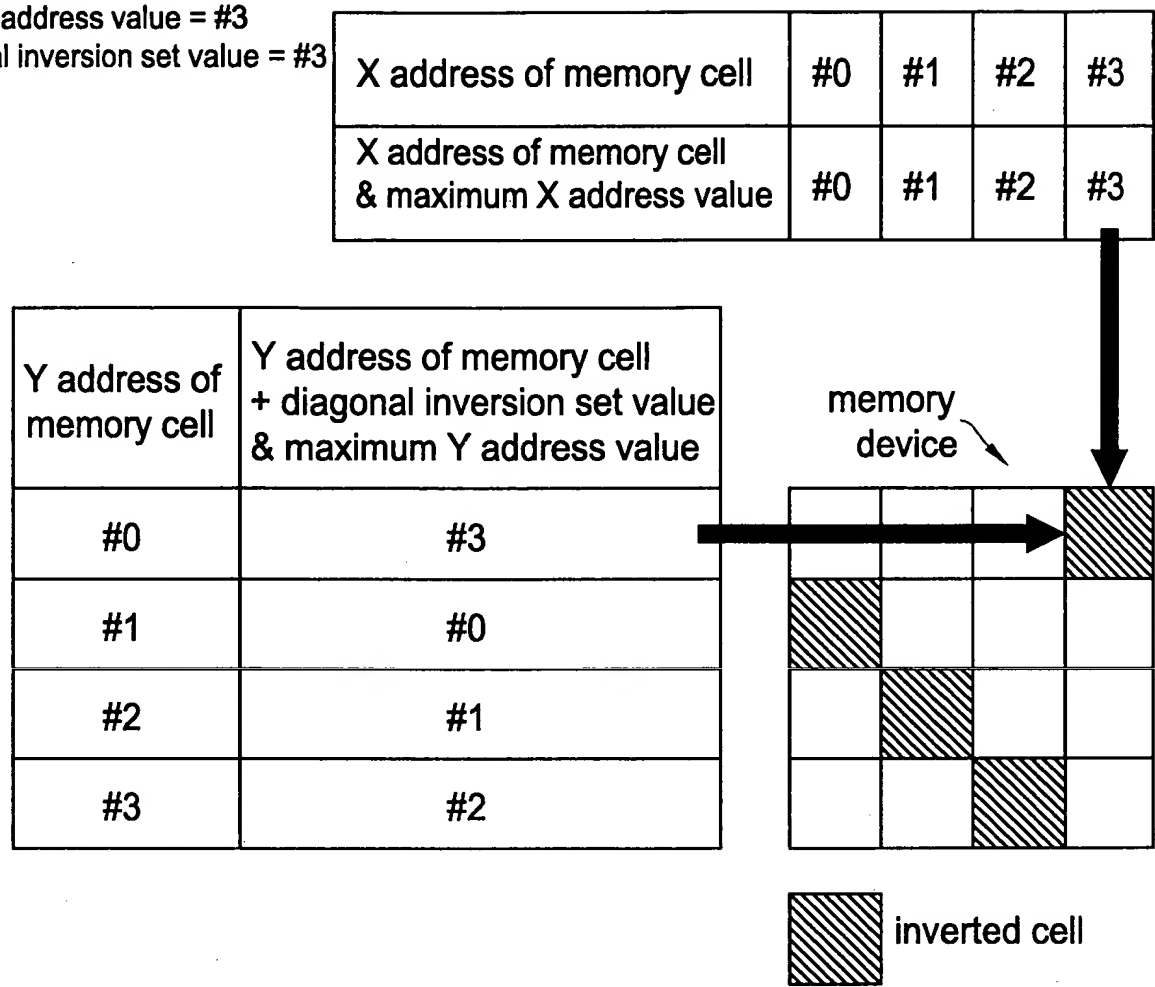 address value = #3
inversion set value = #3
X address of memory cell #0 #1 #2 #3
X address of memory cell
& maximum X address value #0 #1 #2 #3
Y address of
memory cell
Y address of memory cell
+ diagonal inversion set value
& maximum Y address value
memory
device
#0 #3
#1 #0
#2 #1
#3 #2
inverted cell